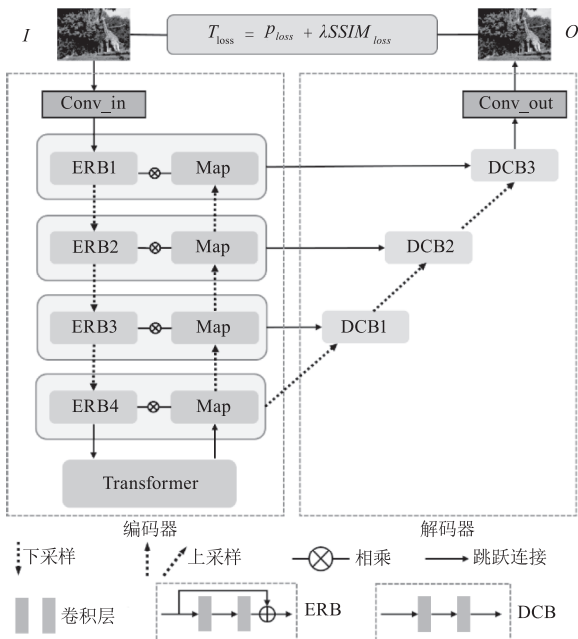 I
T_loss = p_loss + λSSIM_loss
O
Conv_in
Conv_out
ERB1 Map
DCB3
ERB2 Map
DCB2
ERB3 Map
DCB1
ERB4 Map
Transformer
编码器
解码器
下采样
上采样
相乘
跳跃连接
卷积层
ERB
DCB